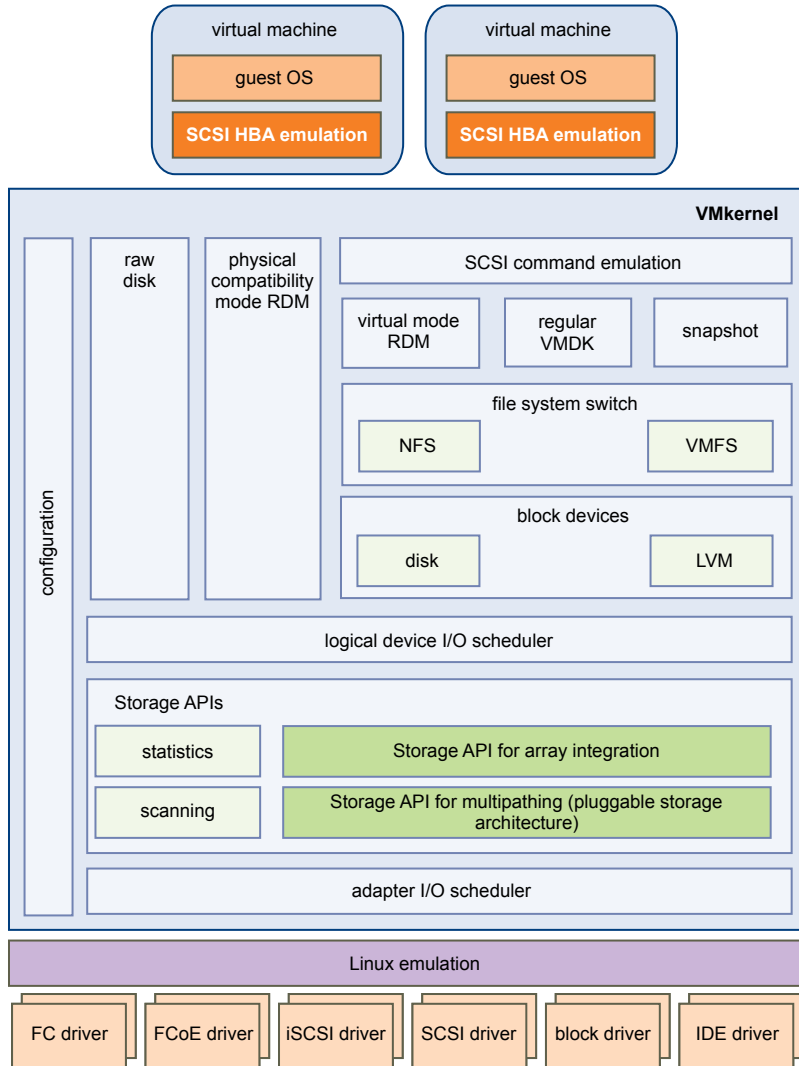 virtual machine
guest OS
SCSI HBA emulation
virtual machine
guest OS
SCSI HBA emulation
VMkernel
configuration
raw
disk
physical
compatibility
mode RDM
SCSI command emulation
virtual mode
RDM
regular
VMDK
snapshot
file system switch
NFS
VMFS
block devices
disk
LVM
logical device I/O scheduler
Storage APIs
statistics
Storage API for array integration
scanning
Storage API for multipathing (pluggable storage
architecture)
adapter I/O scheduler
Linux emulation
FC driver
FCoE driver
iSCSI driver
SCSI driver
block driver
IDE driver